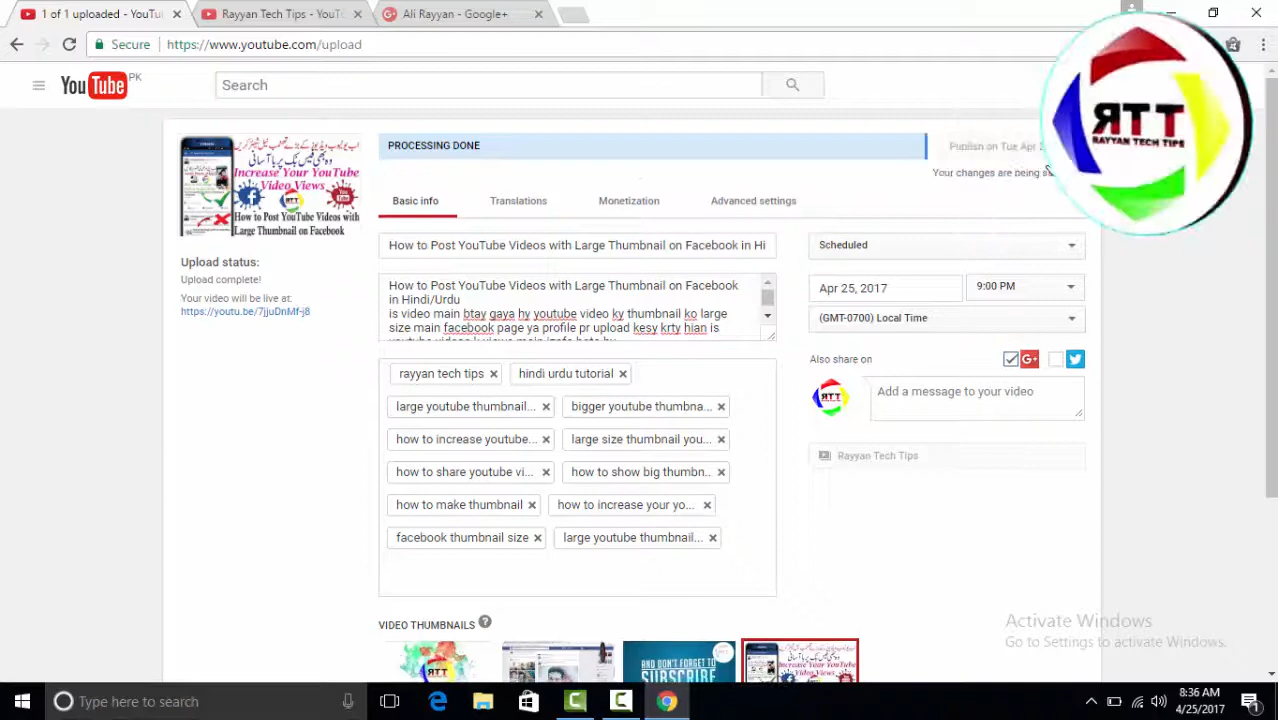 1 of 1 uploaded - YouT
Rayyan Tech Tips - YouT
Ali Rayyan - Google+
Secure
https://www.youtube.com/upload
YouTube PK
Search
RTT
RAYYAN TECH TIPS
PROCESSING DONE
Publish on Tue Apr
Your changes are being
Increase Your YouTube
Video Views
How to Post YouTube Videos with
Large Thumbnail on Facebook
Basic info
Translations
Monetization
Advanced settings
Upload status:
Upload complete!
Your video will be live at:
https://youtu.be/7jjuDnMf-j8
How to Post YouTube Videos with Large Thumbnail on Facebook in Hi
How to Post YouTube Videos with Large Thumbnail on Facebook
in Hindi/Urdu
is video main btay gaya hy youtube video ky thumbnail ko large
size main facebook page ya profile pr upload kesy krty hian is
Scheduled
Apr 25, 2017
9:00 PM
(GMT-0700) Local Time
Also share on
Add a message to your video
Rayyan Tech Tips
rayyan tech tips
hindi urdu tutorial
large youtube thumbnail...
bigger youtube thumbna...
how to increase youtube...
large size thumbnail you...
how to share youtube vi...
how to show big thumbn..
how to make thumbnail
how to increase your yo...
facebook thumbnail size
large youtube thumbnail...
VIDEO THUMBNAILS
AND DON'T FORGET TO
SUBSCRIBE
Activate Windows
Go to Settings to activate Windows.
Type here to search
8:36 AM
4/25/2017